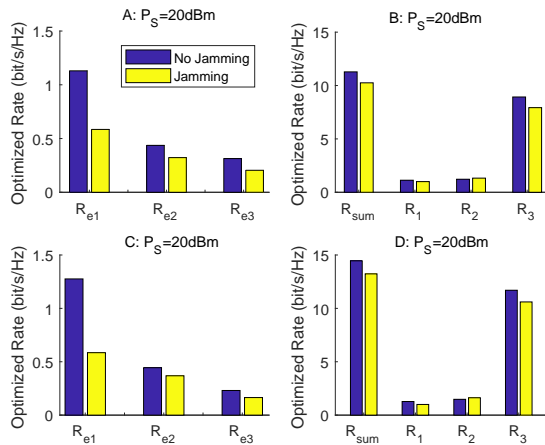 A: P_S=20dBm
B: P_S=20dBm
Optimized Rate (bit/s/Hz)
1.5
1
0.5
0
No Jamming
Jamming
R_e1
R_e2
R_e3
Optimized Rate (bit/s/Hz)
15
10
5
0
R_sum
R_1
R_2
R_3
C: P_S=20dBm
D: P_S=20dBm
Optimized Rate (bit/s/Hz)
1.5
1
0.5
0
R_e1
R_e2
R_e3
Optimized Rate (bit/s/Hz)
15
10
5
0
R_sum
R_1
R_2
R_3